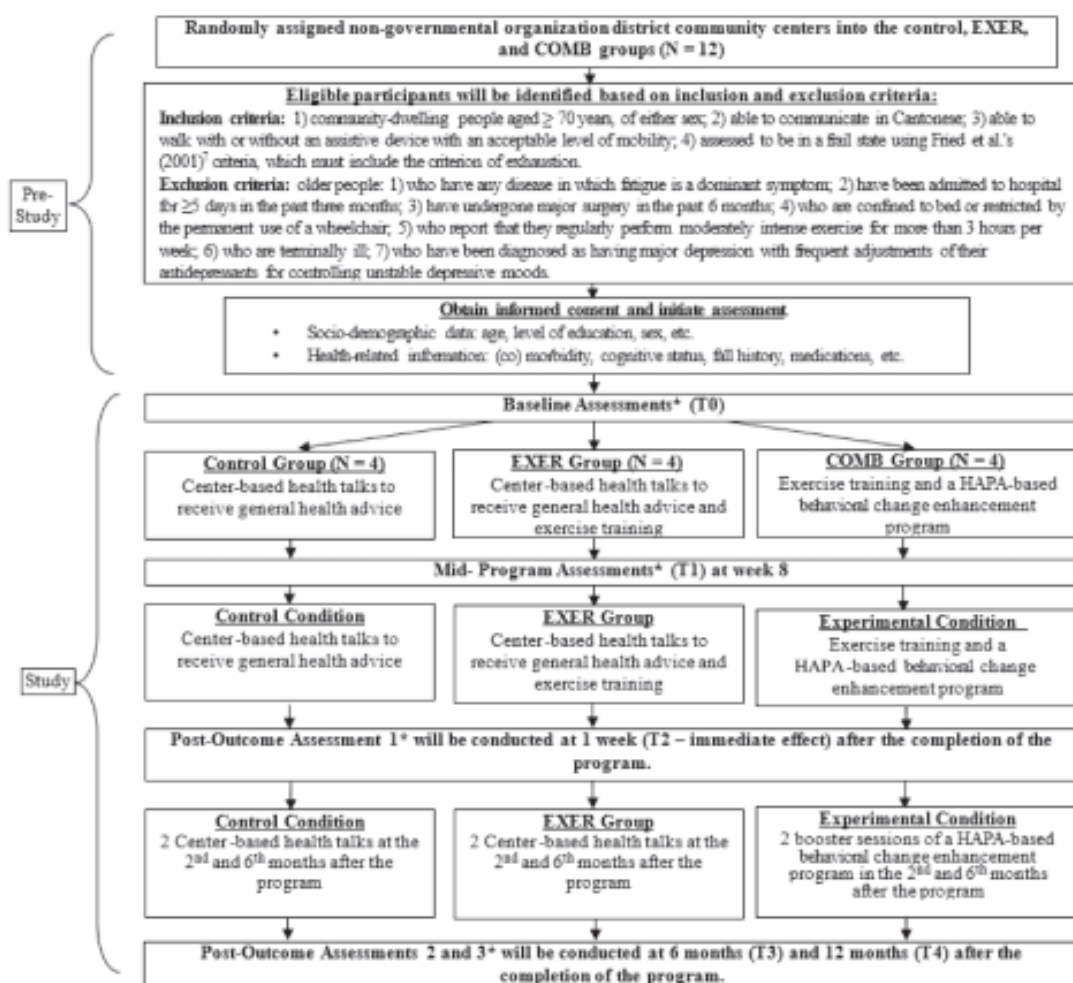 Randomly assigned non-governmental organization district community centers into the control, EXER,
and COMB groups (N = 12)
Eligible participants will be identified based on inclusion and exclusion criteria:
Inclusion criteria: 1) community-dwelling people aged ≥ 70 years, of either sex; 2) able to communicate in Cantonese; 3) able
to walk with or without an assistive device with an acceptable level of mobility; 4) assessed to be in a frail state using Fried et al.'s
(2001)⁷ criteria, which must include the criterion of exhaustion.
Exclusion criteria: older people: 1) who have any disease in which fatigue is a dominant symptom; 2) have been admitted to hospital
for ≥5 days in the past three months; 3) have undergone major surgery in the past 6 months; 4) who are confined to bed or restricted by
the permanent use of a wheelchair; 5) who report that they regularly perform moderately intense exercise for more than 3 hours per
week; 6) who are terminally ill; 7) who have been diagnosed as having major depression with frequent adjustments of their
antidepressants for controlling unstable depressive moods.
Pre-
Study
Obtain informed consent and initiate assessment
• Socio-demographic data: age, level of education, sex, etc.
• Health-related information: (co) morbidity, cognitive status, fall history, medications, etc.
Baseline Assessments* (T0)
Control Group (N = 4)
Center-based health talks to
receive general health advice
EXER Group (N = 4)
Center-based health talks to
receive general health advice and
exercise training
COMB Group (N = 4)
Exercise training and a HAPA-based
behavioral change enhancement
program
Mid- Program Assessments* (T1) at week 8
Control Condition
Center-based health talks to
receive general health advice
EXER Group
Center-based health talks to
receive general health advice and
exercise training
Experimental Condition
Exercise training and a
HAPA-based behavioral change
enhancement program
Study
Post-Outcome Assessment 1* will be conducted at 1 week (T2 – immediate effect) after the completion of the
program.
Control Condition
2 Center-based health talks at the
2nd and 6th months after the
program
EXER Group
2 Center-based health talks at the
2nd and 6th months after the
program
Experimental Condition
2 booster sessions of a HAPA-based
behavioral change enhancement
program in the 2nd and 6th months
after the program
Post-Outcome Assessments 2 and 3* will be conducted at 6 months (T3) and 12 months (T4) after the
completion of the program.